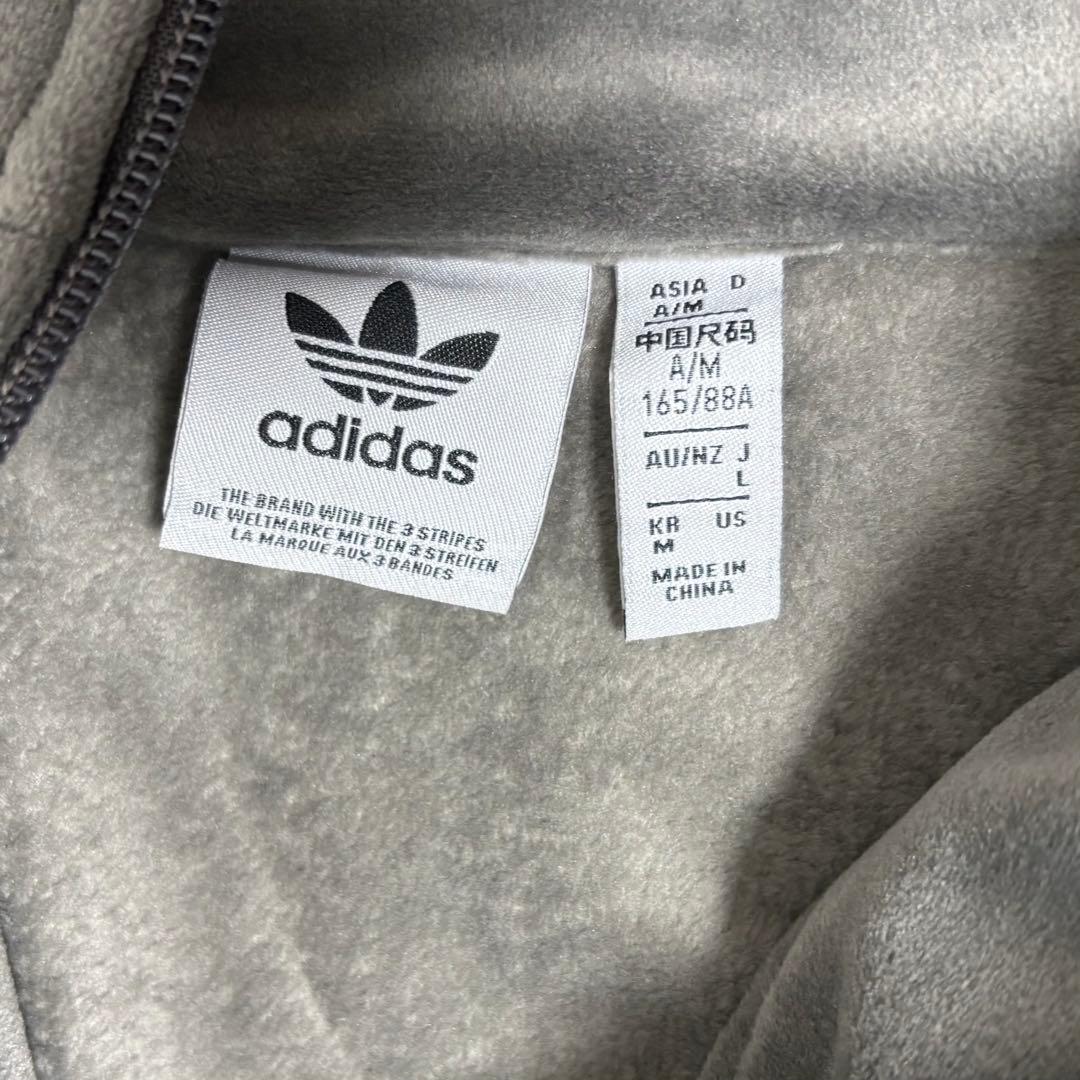 adidas
THE BRAND WITH THE 3 STRIPES
DIE WELTMARKE MIT DEN 3 STREIFEN
LA MARQUE AUX 3 BANDES
ASIA D
A/M
中国尺码
A/M
165/88A
AU/NZ J
L
KR US
M
MADE IN
CHINA